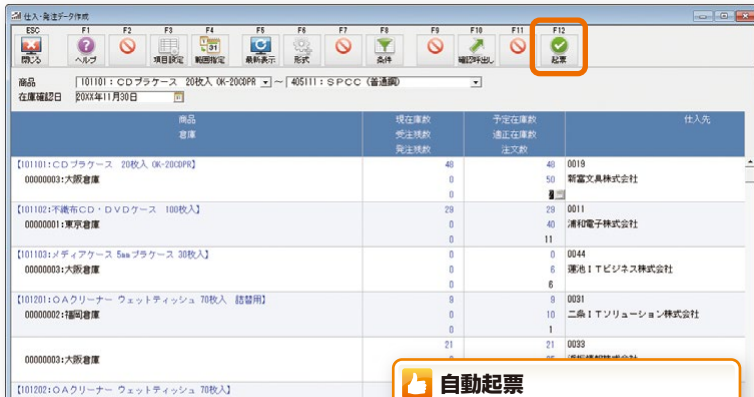 仕入・発注データ作成
ESC F1 F2 F3 F4 F5 F6 F7 F8 F9 F10 F11 F12
閉じる ヘルプ 項目設定 範囲指定 最新表示 形式 条件 確認呼出し 起票
商品 101101：CDプラケース 20枚入 OK-20CDPR ～ 405111：SPCC（普通鋼）
在庫確認日 20XX年11月30日
商品 現在庫数 予定在庫数 仕入先
倉庫 受注残数 適正在庫数
発注残数 注文数
【101101:CDプラケース 20枚入 OK-20CDPR】 48 48 0019
00000003:大阪倉庫 0 50 新富文具株式会社
0
【101102:不織布CD・DVDケース 100枚入】 29 29 0011
00000001:東京倉庫 0 40 浦和電子株式会社
0 11
【101103:メディアケース 5mmプラケース 30枚入】 0 0 0044
00000003:大阪倉庫 0 6 蓮池ITビジネス株式会社
0 6
【101201:OAクリーナー ウェットティッシュ 70枚入 詰替用】 9 9 0031
00000002:福岡倉庫 0 10 二条ITソリューション株式会社
0 1
21 21 0033
00000003:大阪倉庫
【101202:OAクリーナー ウェットティッシュ 70枚入】
自動起票